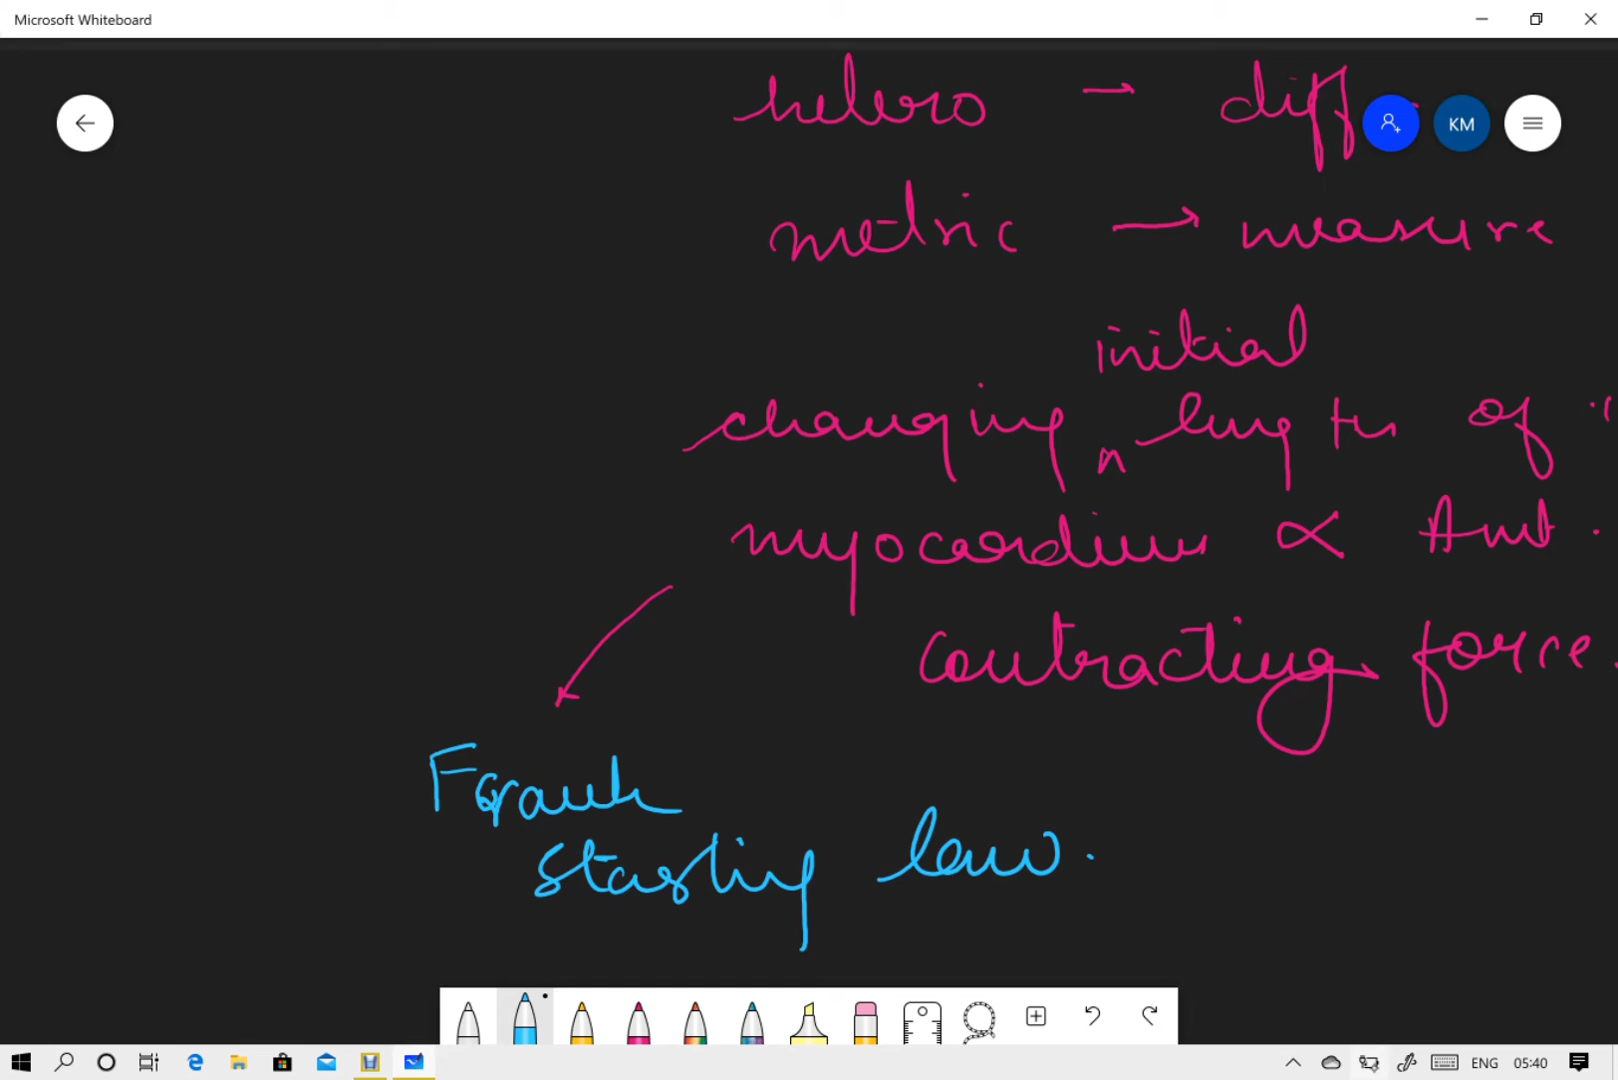 Microsoft Whiteboard
hetero → diff
KM
metric → measure
initial
changing ^ length of
myocardium ∝ Amt.
contracting force.
Frank
starling law.
ENG 05:40